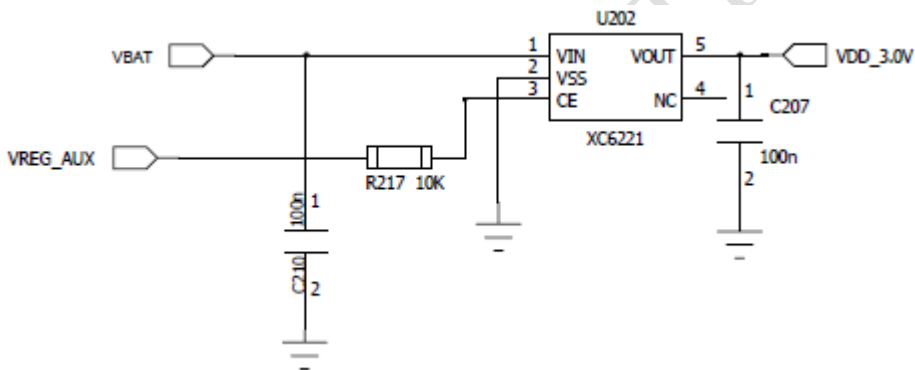 U202
VBAT
1
VIN
VOUT
5
VDD_3.0V
2
VSS
3
CE
NC
4
1
C207
XC6221
100n
2
VREG_AUX
R217 10K
100n
1
C210
2